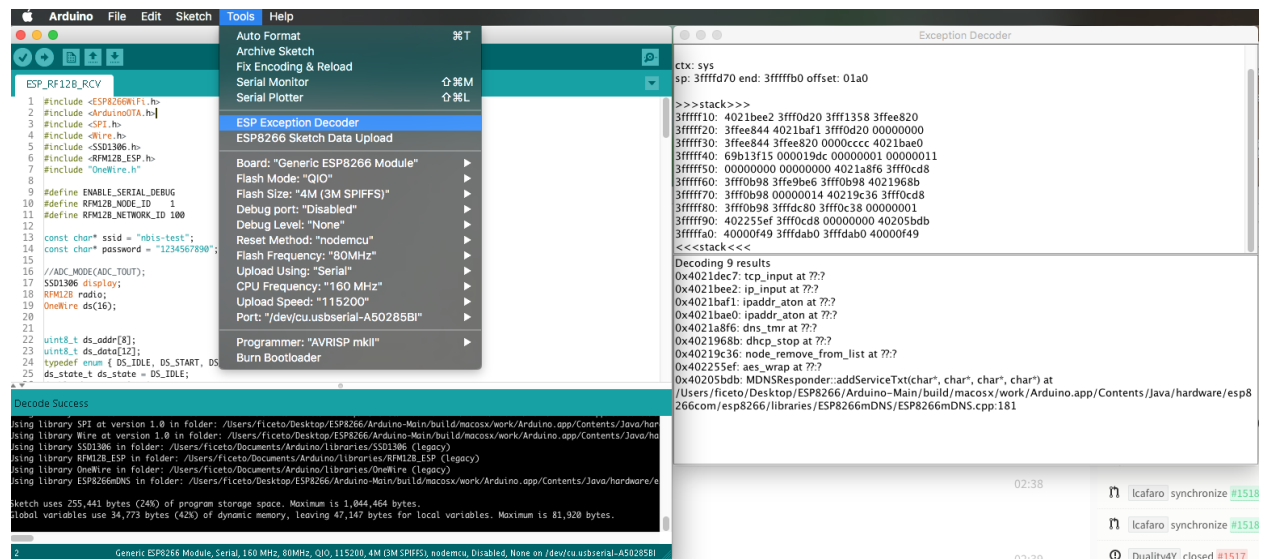 Arduino File Edit Sketch Tools Help
ESP_RF12B_RCV
1 #include <ESP8266WiFi.h>
2 #include <ArduinoOTA.h>
3 #include <SPI.h>
4 #include <Wire.h>
5 #include <SSD1306.h>
6 #include <RFM12B_ESP.h>
7 #include "OneWire.h"
8
9 #define ENABLE_SERIAL_DEBUG
10 #define RFM12B_NODE_ID 1
11 #define RFM12B_NETWORK_ID 100
12
13 const char* ssid = "nbis-test";
14 const char* password = "1234567890";
15
16 //ADC_MODE(ADC_TOUT);
17 SSD1306 display;
18 RFM12B radio;
19 OneWire ds(16);
20
21
22 uint8_t ds_addr[8];
23 uint8_t ds_data[12];
24 typedef enum { DS_IDLE, DS_START, DS
25 ds_state_t ds_state = DS_IDLE;
Auto Format ⌘T
Archive Sketch
Fix Encoding & Reload
Serial Monitor ⇧⌘M
Serial Plotter ⇧⌘L
ESP Exception Decoder
ESP8266 Sketch Data Upload
Board: "Generic ESP8266 Module"
Flash Mode: "QIO"
Flash Size: "4M (3M SPIFFS)"
Debug port: "Disabled"
Debug Level: "None"
Reset Method: "nodemcu"
Flash Frequency: "80MHz"
Upload Using: "Serial"
CPU Frequency: "160 MHz"
Upload Speed: "115200"
Port: "/dev/cu.usbserial-A50285BI"
Programmer: "AVRISP mkII"
Burn Bootloader
Decode Success
Using library SPI at version 1.0 in folder: /Users/ficeto/Desktop/ESP8266/Arduino-Main/build/macosx/work/Arduino.app/Contents/Java/har
Using library Wire at version 1.0 in folder: /Users/ficeto/Desktop/ESP8266/Arduino-Main/build/macosx/work/Arduino.app/Contents/Java/ha
Using library SSD1306 in folder: /Users/ficeto/Documents/Arduino/libraries/SSD1306 (legacy)
Using library RFM12B_ESP in folder: /Users/ficeto/Documents/Arduino/libraries/RFM12B_ESP (legacy)
Using library OneWire in folder: /Users/ficeto/Documents/Arduino/libraries/OneWire (legacy)
Using library ESP8266mDNS in folder: /Users/ficeto/Desktop/ESP8266/Arduino-Main/build/macosx/work/Arduino.app/Contents/Java/hardware/e
Sketch uses 255,441 bytes (24%) of program storage space. Maximum is 1,044,464 bytes.
Global variables use 34,773 bytes (42%) of dynamic memory, leaving 47,147 bytes for local variables. Maximum is 81,920 bytes.
2 Generic ESP8266 Module, Serial, 160 MHz, 80MHz, QIO, 115200, 4M (3M SPIFFS), nodemcu, Disabled, None on /dev/cu.usbserial-A50285BI
Exception Decoder
ctx: sys
sp: 3ffffd70 end: 3fffffb0 offset: 01a0
>>>stack>>>
3fffff10: 4021bee2 3fff0d20 3fff1358 3ffee820
3fffff20: 3ffee844 4021baf1 3fff0d20 00000000
3fffff30: 3ffee844 3ffee820 0000cccc 4021bae0
3fffff40: 69b13f15 000019dc 00000001 00000011
3fffff50: 00000000 00000000 4021a8f6 3fff0cd8
3fffff60: 3fff0b98 3ffe9be6 3fff0b98 4021968b
3fffff70: 3fff0b98 00000014 40219c36 3fff0cd8
3fffff80: 3fff0b98 3fffdc80 3fff0c38 00000001
3fffff90: 402255ef 3fff0cd8 00000000 40205bdb
3fffffa0: 40000f49 3fffdab0 3fffdab0 40000f49
<<<stack<<<
Decoding 9 results
0x4021dec7: tcp_input at ??:?
0x4021bee2: ip_input at ??:?
0x4021baf1: ipaddr_aton at ??:?
0x4021bae0: ipaddr_aton at ??:?
0x4021a8f6: dns_tmr at ??:?
0x4021968b: dhcp_stop at ??:?
0x40219c36: node_remove_from_list at ??:?
0x402255ef: aes_wrap at ??:?
0x40205bdb: MDNSResponder::addServiceTxt(char*, char*, char*, char*) at
/Users/ficeto/Desktop/ESP8266/Arduino-Main/build/macosx/work/Arduino.app/Contents/Java/hardware/esp8
266com/esp8266/libraries/ESP8266mDNS/ESP8266mDNS.cpp:181
02:38
lcafaro synchronize #1518
lcafaro synchronize #1518
Duality4Y closed #1517